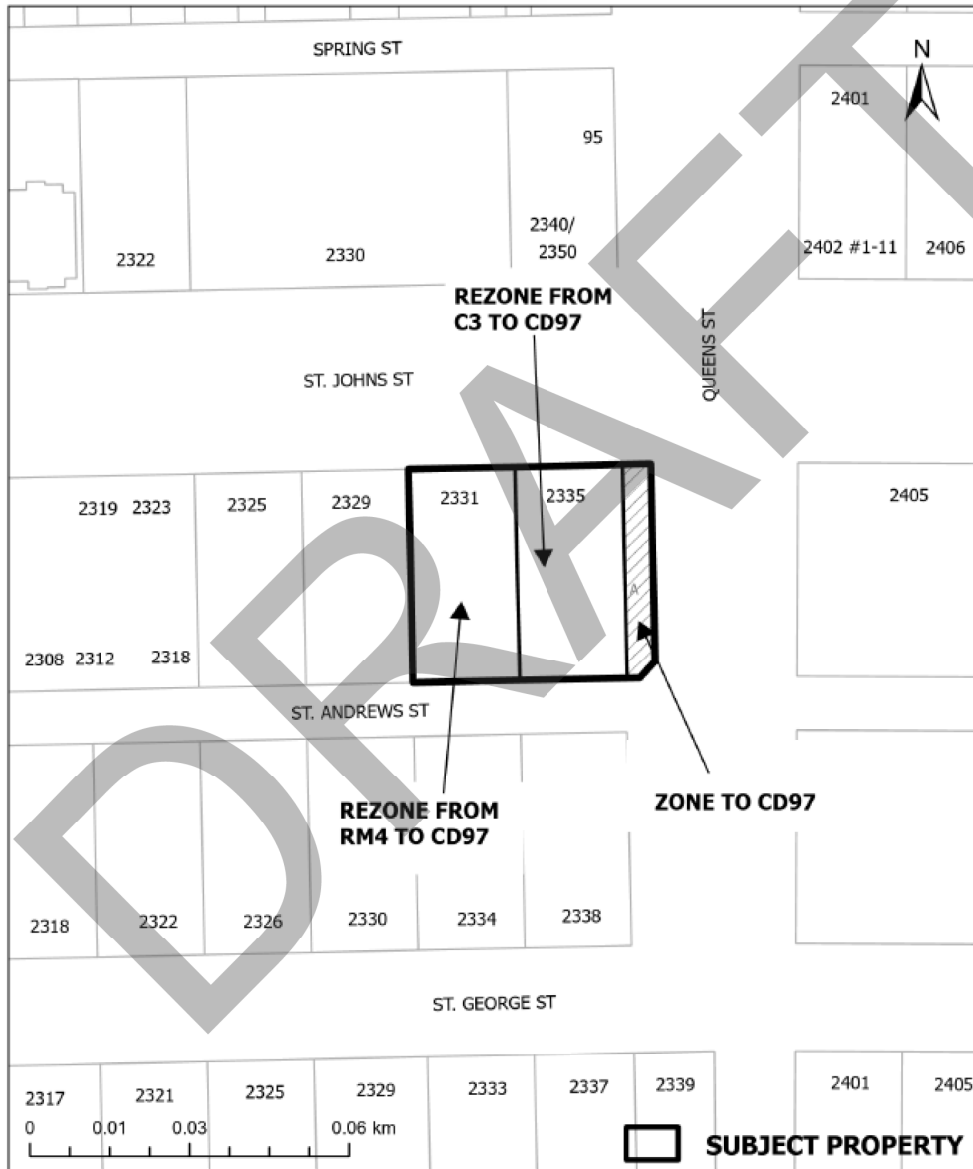 SPRING ST
N
2401
95
2340/
2350
2322
2330
2402 #1-11
2406
REZONE FROM
C3 TO CD97
QUEENS ST
ST. JOHNS ST
2319 2323
2325
2329
2331
2335
2405
A
2308 2312 2318
ST. ANDREWS ST
REZONE FROM
RM4 TO CD97
ZONE TO CD97
2318
2322
2326
2330
2334
2338
ST. GEORGE ST
2317
2321
2325
2329
2333
2337
2339
2401
2405
0 0.01 0.03 0.06 km
SUBJECT PROPERTY
DRAFT